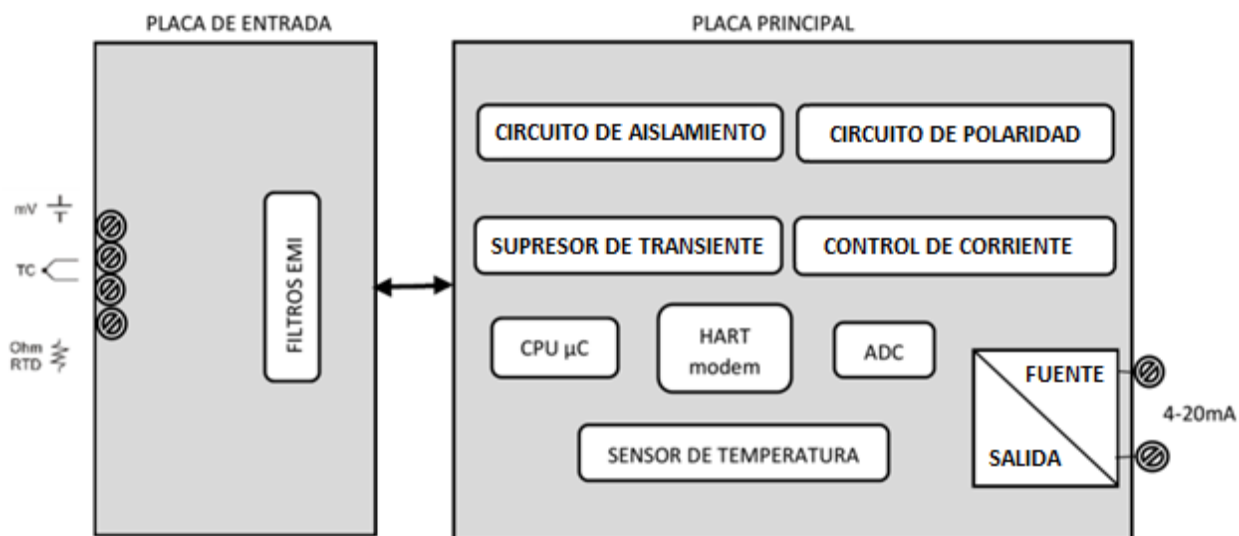 PLACA DE ENTRADA
PLACA PRINCIPAL
CIRCUITO DE AISLAMIENTO
CIRCUITO DE POLARIDAD
mV
TC
Ohm
RTD
FILTROS EMI
SUPRESOR DE TRANSIENTE
CONTROL DE CORRIENTE
CPU µC
HART
modem
ADC
FUENTE
SALIDA
4-20mA
SENSOR DE TEMPERATURA